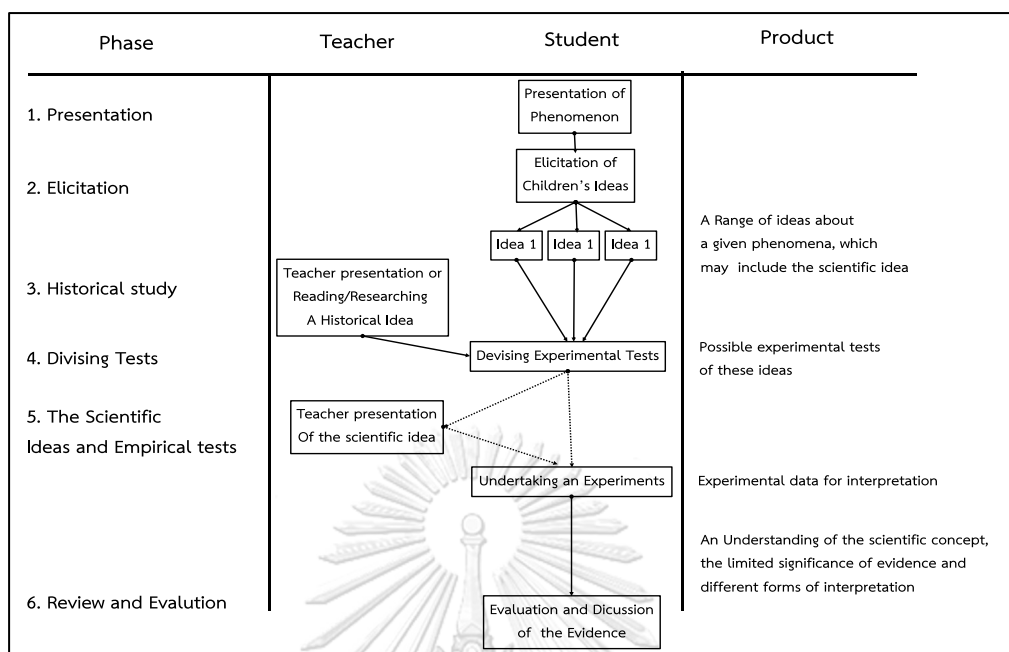 Phase
Teacher
Student
Product
1. Presentation
Presentation of
Phenomenon
2. Elicitation
Elicitation of
Children's Ideas
Idea 1
Idea 1
Idea 1
A Range of ideas about
a given phenomena, which
may include the scientific idea
3. Historical study
Teacher presentation or
Reading/Researching
A Historical Idea
4. Divising Tests
Devising Experimental Tests
Possible experimental tests
of these ideas
5. The Scientific
Ideas and Empirical tests
Teacher presentation
Of the scientific idea
Undertaking an Experiments
Experimental data for interpretation
An Understanding of the scientific concept,
the limited significance of evidence and
different forms of interpretation
6. Review and Evalution
Evaluation and Dicussion
of the Evidence